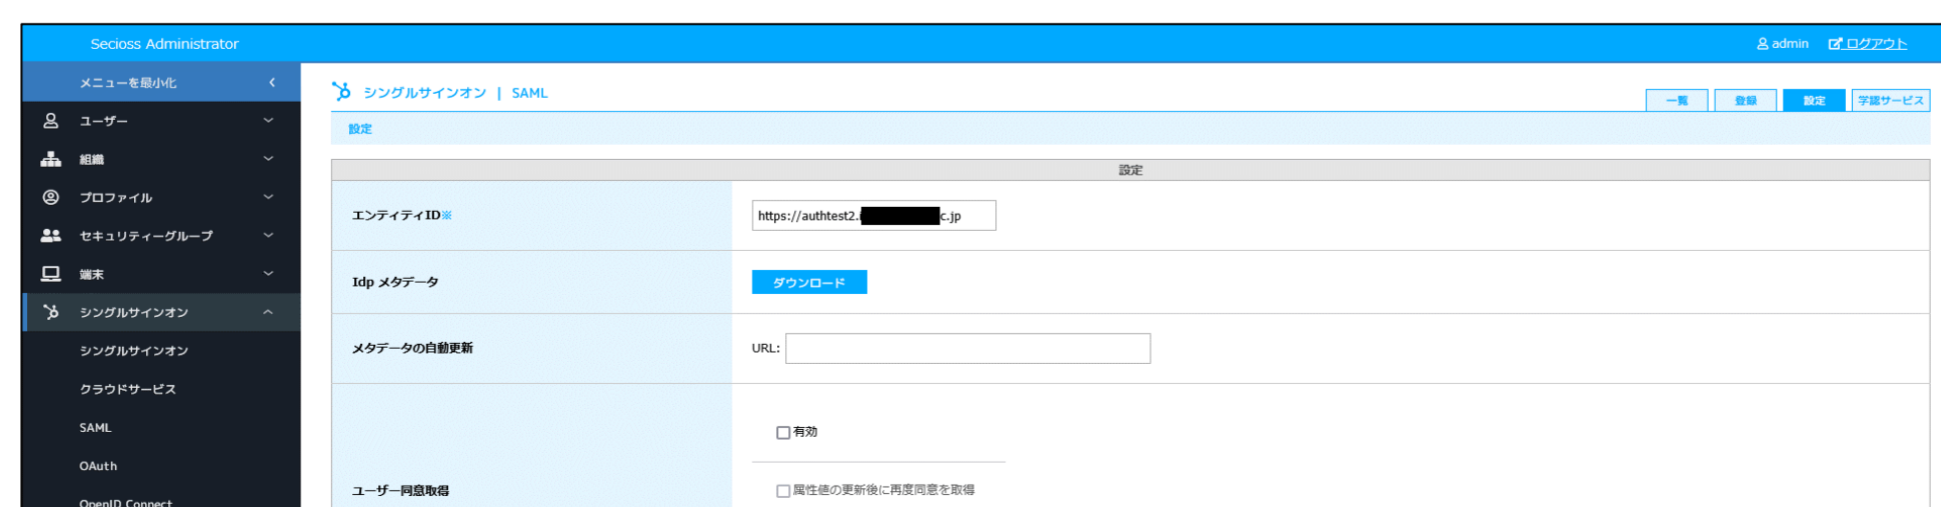 Secioss Administrator
admin ログアウト
メニューを最小化
シングルサインオン | SAML
一覧 登録 設定 学認サービス
ユーザー
設定
組織
設定
プロファイル
エンティティID※
https://authtest2. c.jp
セキュリティーグループ
端末
Idp メタデータ
ダウンロード
シングルサインオン
シングルサインオン
メタデータの自動更新
URL:
クラウドサービス
SAML
有効
OAuth
ユーザー同意取得
属性値の更新後に再度同意を取得
OpenID Connect